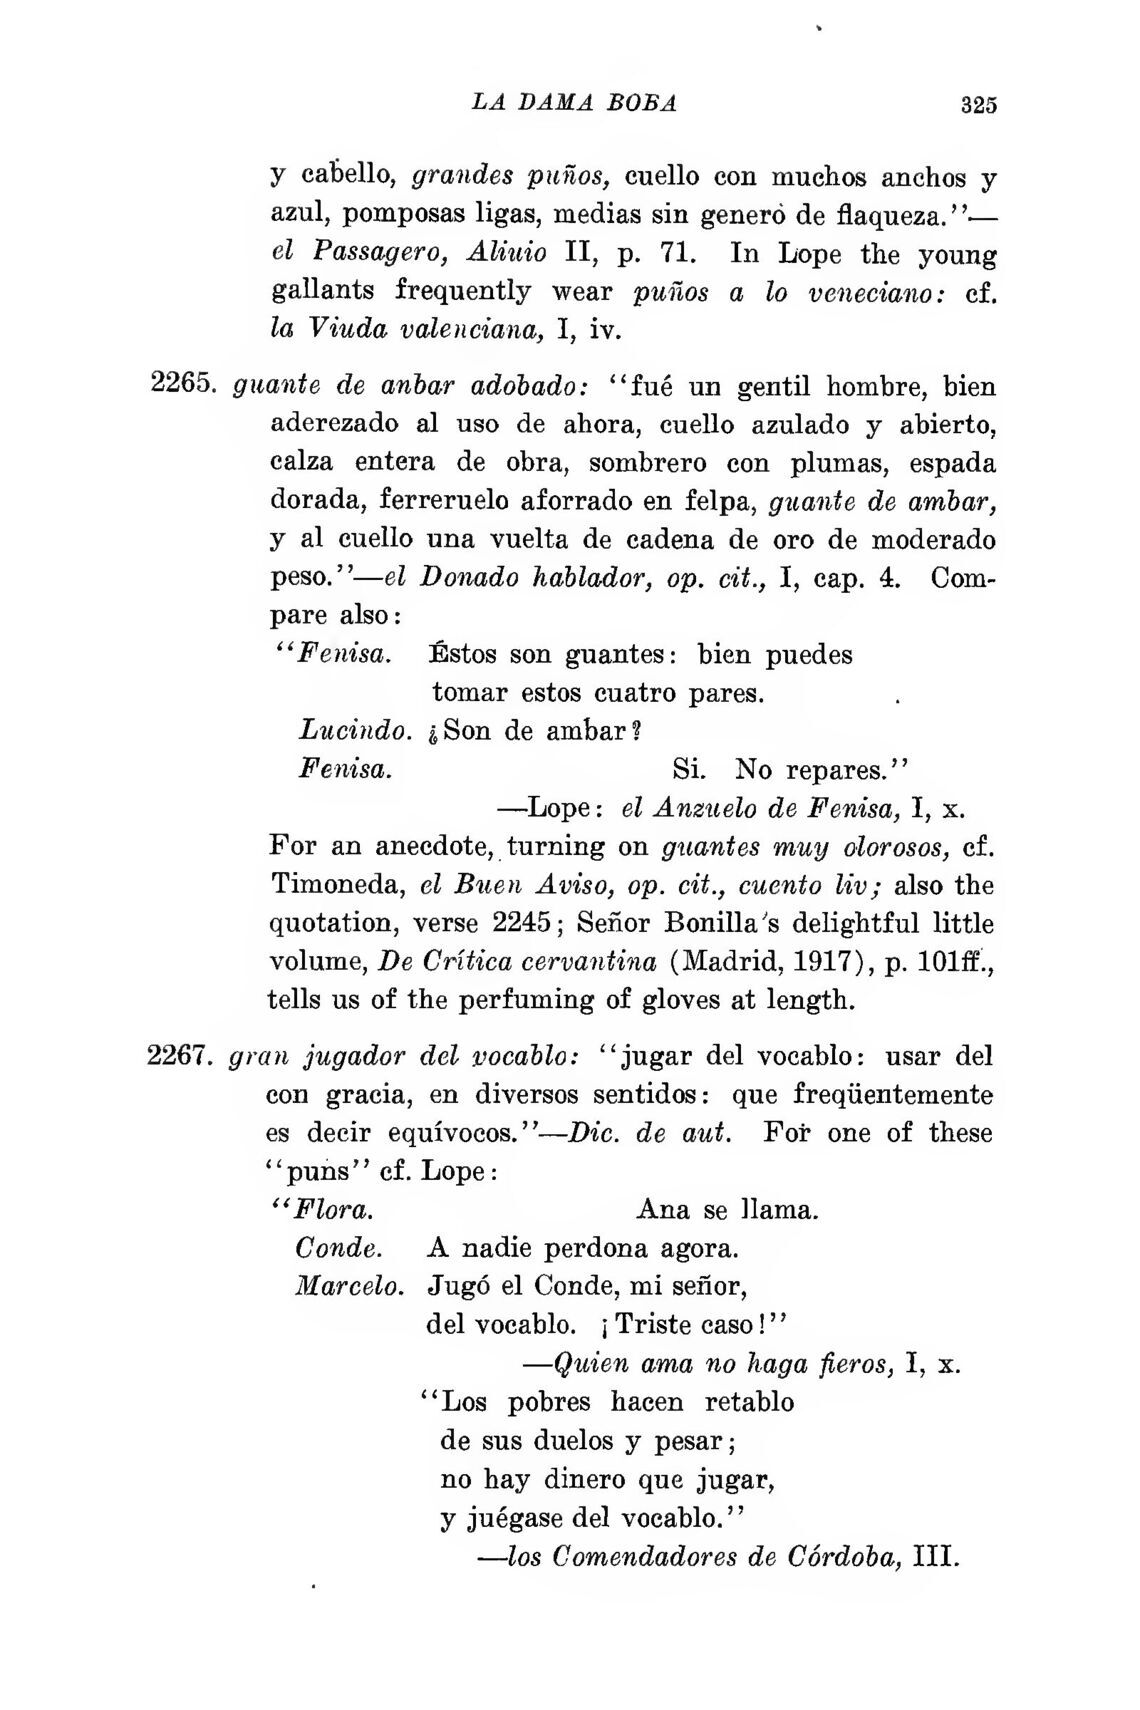 LA DAMA BOBA 325
y cabello, grandes puños, cuello con muchos anchos y
azul, pomposas ligas, medias sin genero de flaqueza.''—
el Passagero, Aliuio II, p. 71. In Lope the young
gallants frequently wear puños a lo veneciano: cf.
la Viuda valenciana, I, iv.
2265. guante de anbar adobado: ''fué un gentil hombre, bien
aderezado al uso de ahora, cuello azulado y abierto,
calza entera de obra, sombrero con plumas, espada
dorada, ferreruelo aforrado en felpa, guante de ambar,
y al cuello una vuelta de cadena de oro de moderado
peso.''—el Donado hablador, op. cit., I, cap. 4. Com-
pare also:
''Fenisa. Éstos son guantes: bien puedes
tomar estos cuatro pares.
Lucindo. ¿Son de ambar?
Fenisa. Si. No repares.''
—Lope: el Anzuelo de Fenisa, I, x.
For an anecdote, turning on guantes muy olorosos, cf.
Timoneda, el Buen Aviso, op. cit., cuento liv; also the
quotation, verse 2245; Señor Bonilla's delightful little
volume, De Crítica cervantina (Madrid, 1917), p. 101ff.,
tells us of the perfuming of gloves at length.
2267. gran jugador del vocablo: ''jugar del vocablo: usar del
con gracia, en diversos sentidos: que freqüentemente
es decir equívocos.''—Dic. de aut. For one of these
''puns'' cf. Lope:
''Flora. Ana se llama.
Conde. A nadie perdona agora.
Marcelo. Jugó el Conde, mi señor,
del vocablo. ¡Triste caso!''
—Quien ama no haga fieros, I, x.
''Los pobres hacen retablo
de sus duelos y pesar;
no hay dinero que jugar,
y juégase del vocablo.''
—los Comendadores de Córdoba, III.